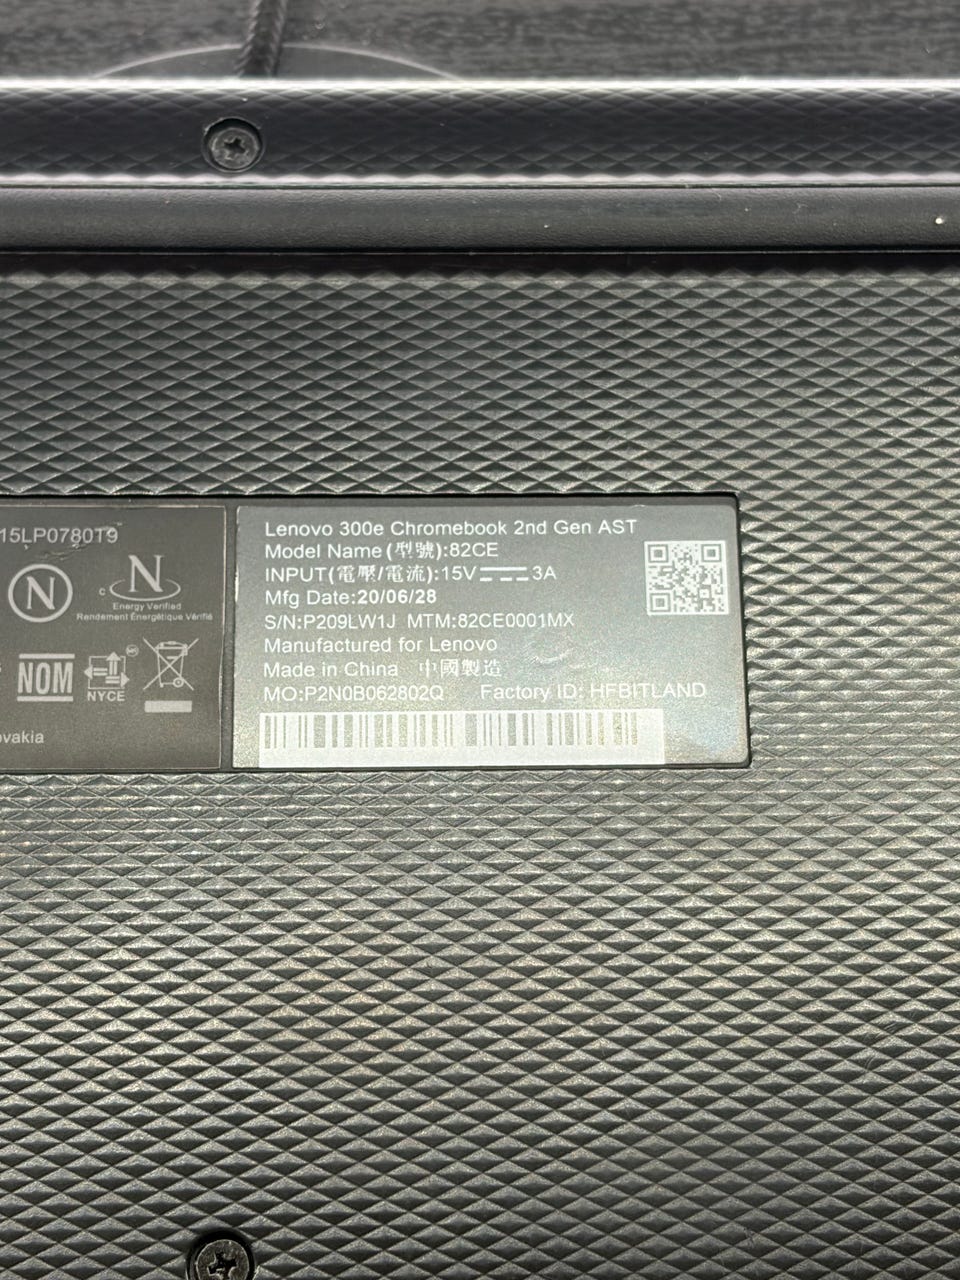 15LP0780T9
N
c N
Energy Verified
Rendement Énergétique Vérifié
NOM
NYCE
ovakia
Lenovo 300e Chromebook 2nd Gen AST
Model Name(型號):82CE
INPUT(電壓/電流):15V⎓3A
Mfg Date:20/06/28
S/N:P209LW1J MTM:82CE0001MX
Manufactured for Lenovo
Made in China 中國製造
MO:P2N0B062802Q Factory ID: HFBITLAND